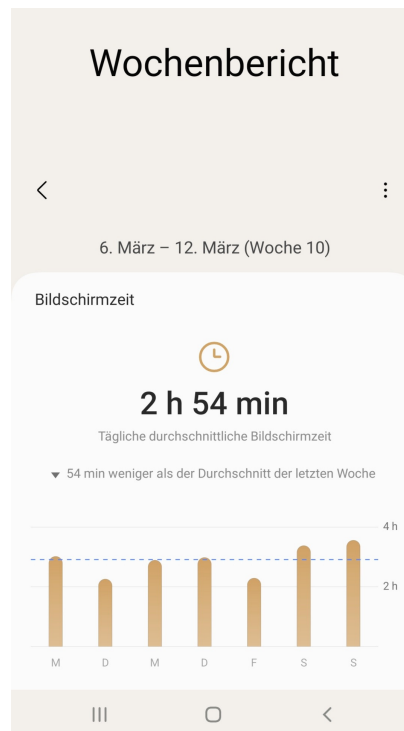 Wochenbericht
6. März – 12. März (Woche 10)
Bildschirmzeit
2 h 54 min
Tägliche durchschnittliche Bildschirmzeit
▼ 54 min weniger als der Durchschnitt der letzten Woche
4 h
2 h
M D M D F S S